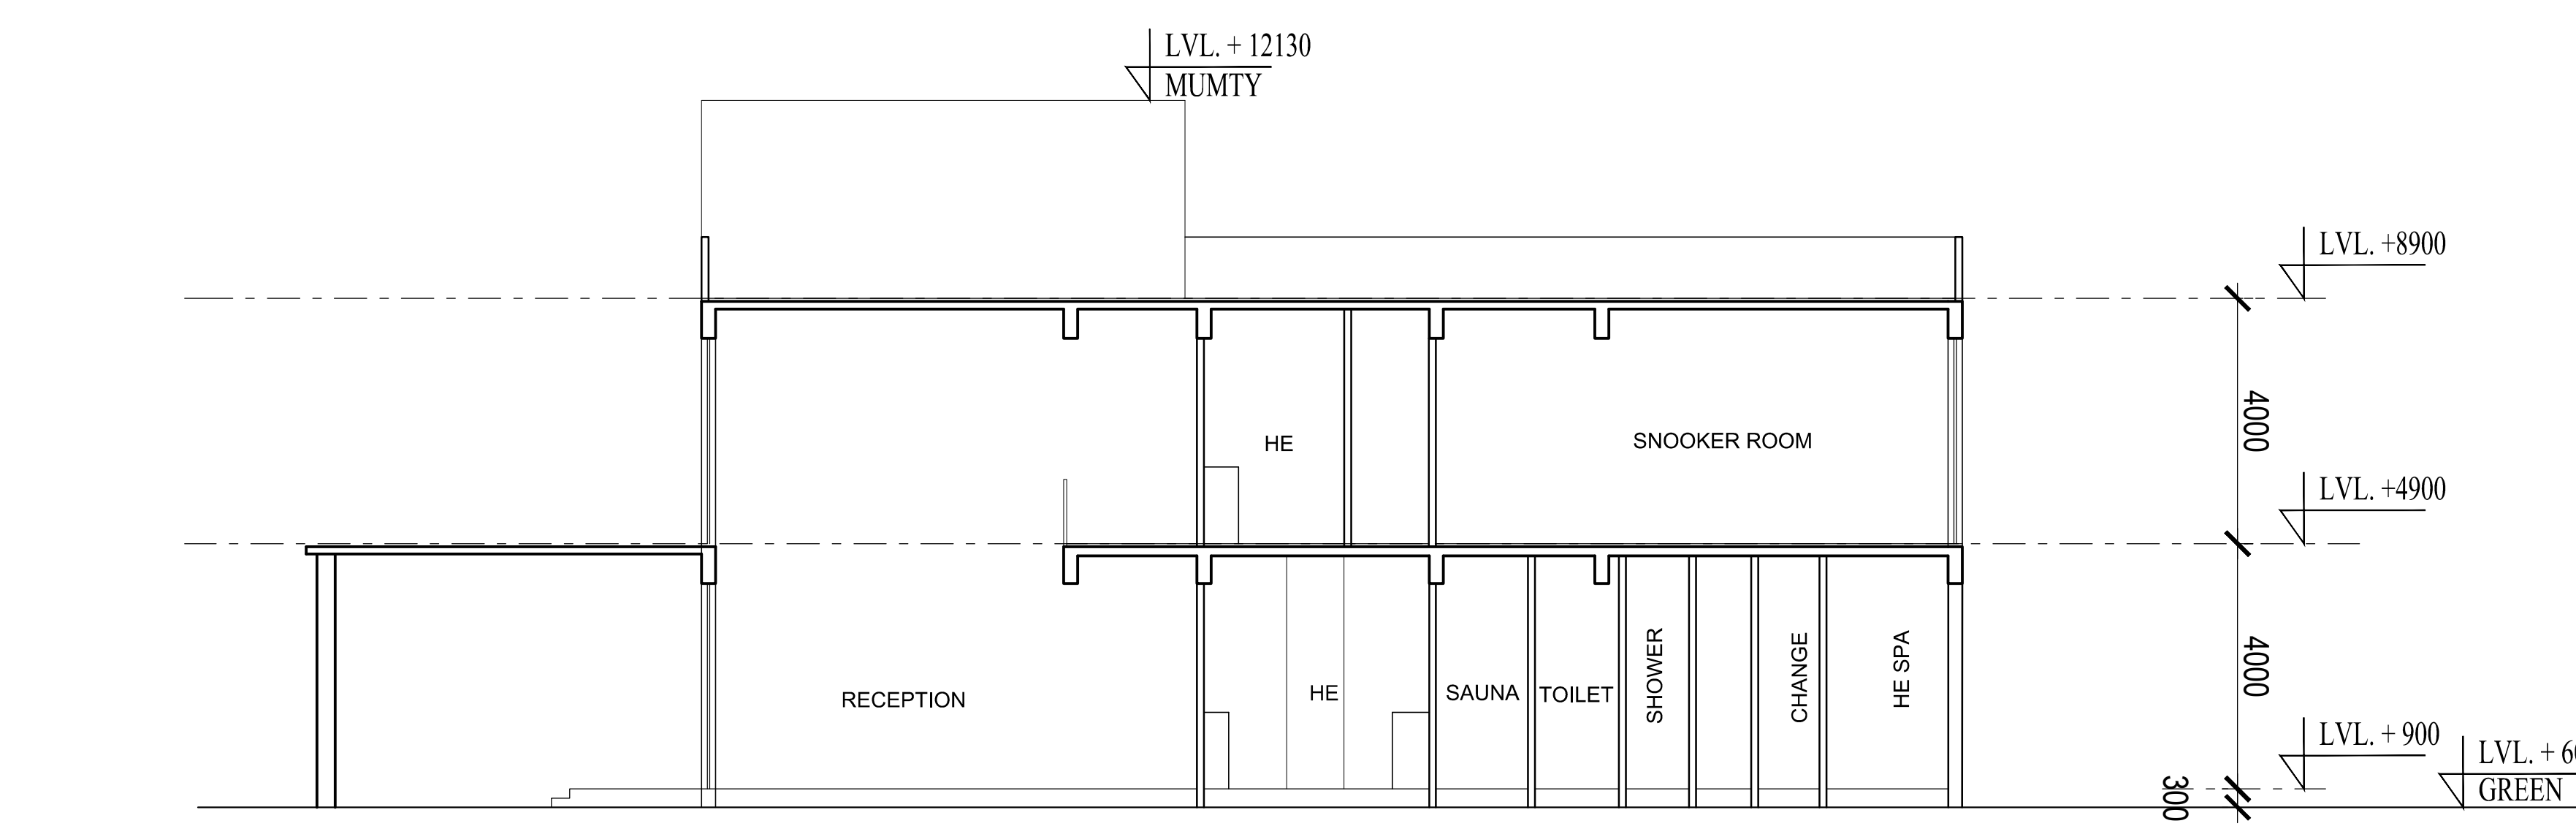 LVL. + 12130
MUMTY
LVL. +8900
4000
HE
SNOOKER ROOM
LVL. +4900
4000
RECEPTION
HE
SAUNA
TOILET
SHOWER
CHANGE
HE SPA
LVL. + 900
300
LVL. +
GREEN